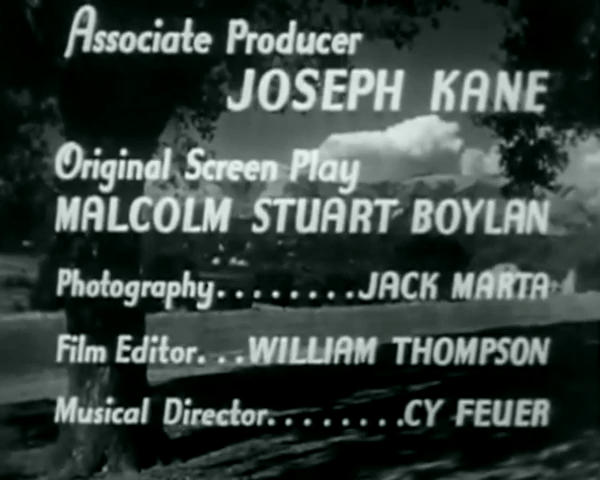 Associate Producer
JOSEPH KANE
Original Screen Play
MALCOLM STUART BOYLAN
Photography........JACK MARTA
Film Editor...WILLIAM THOMPSON
Musical Director........CY FEUER